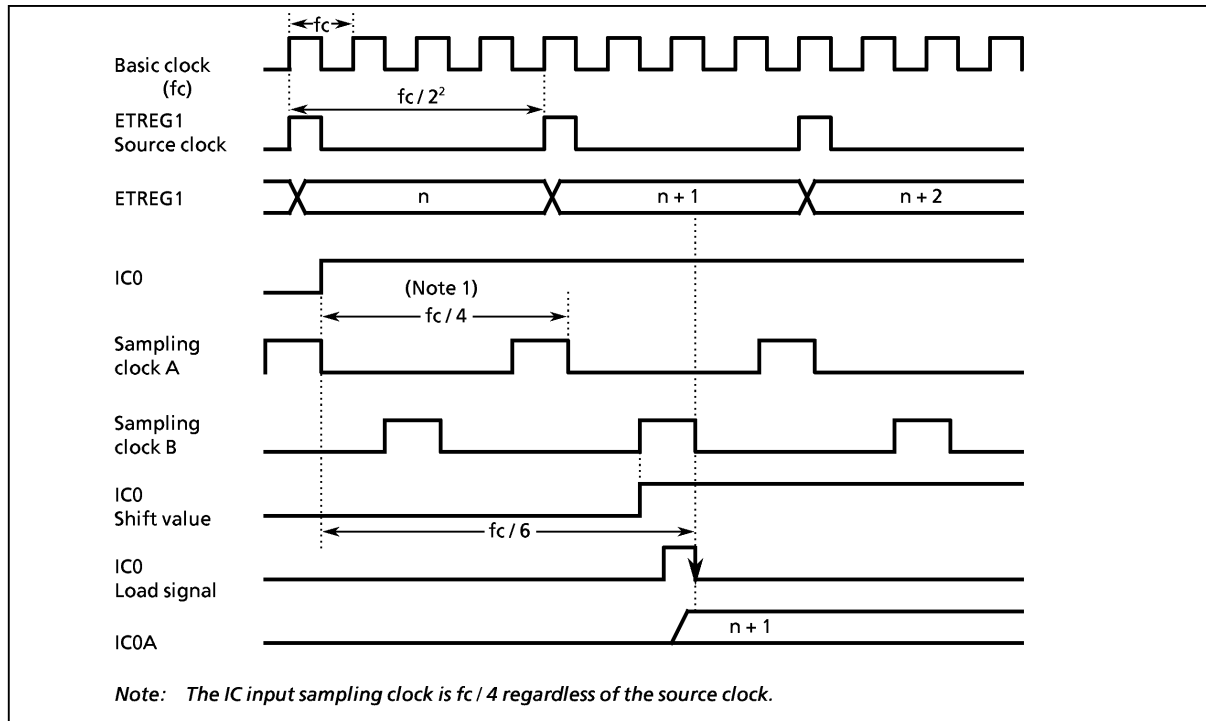 fc
Basic clock
(fc)
fc / 2²
ETREG1
Source clock
ETREG1
n
n + 1
n + 2
IC0
(Note 1)
fc / 4
Sampling
clock A
Sampling
clock B
IC0
Shift value
fc / 6
IC0
Load signal
IC0A
n + 1
Note: The IC input sampling clock is fc / 4 regardless of the source clock.